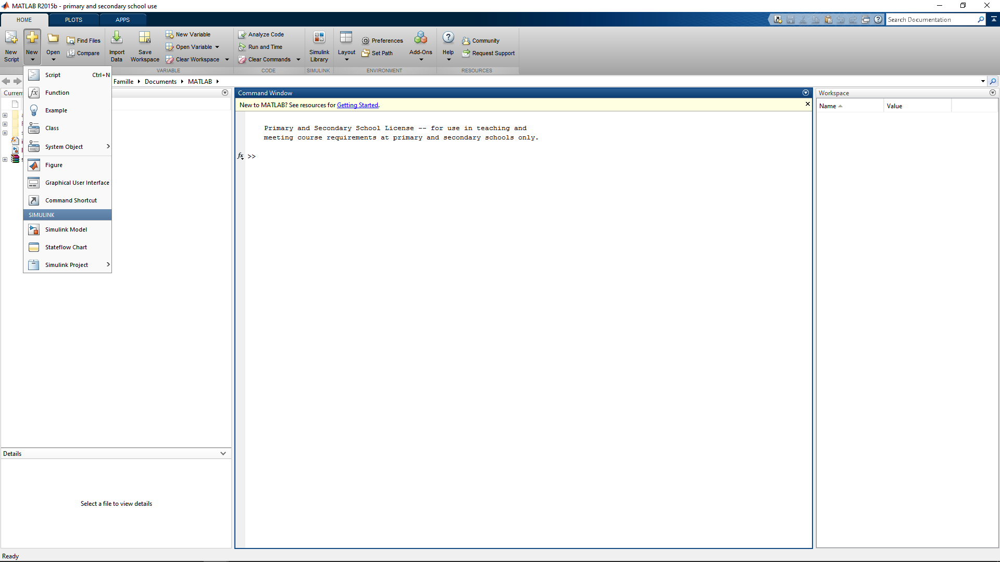 MATLAB R2015b - primary and secondary school use
HOME PLOTS APPS
Search Documentation
New Script
New
Open
Find Files
Compare
Import Data
Save Workspace
New Variable
Open Variable
Clear Workspace
Analyze Code
Run and Time
Clear Commands
Simulink Library
Layout
Preferences
Set Path
Add-Ons
Help
Community
Request Support
VARIABLE CODE SIMULINK ENVIRONMENT RESOURCES
Famille Documents MATLAB
Script Ctrl+N
Function
Example
Class
System Object
Figure
Graphical User Interface
Command Shortcut
SIMULINK
Simulink Model
Stateflow Chart
Simulink Project
Details
Select a file to view details
Command Window
New to MATLAB? See resources for Getting Started.
Primary and Secondary School License -- for use in teaching and
meeting course requirements at primary and secondary schools only.
fx >>
Workspace
Name Value
Ready